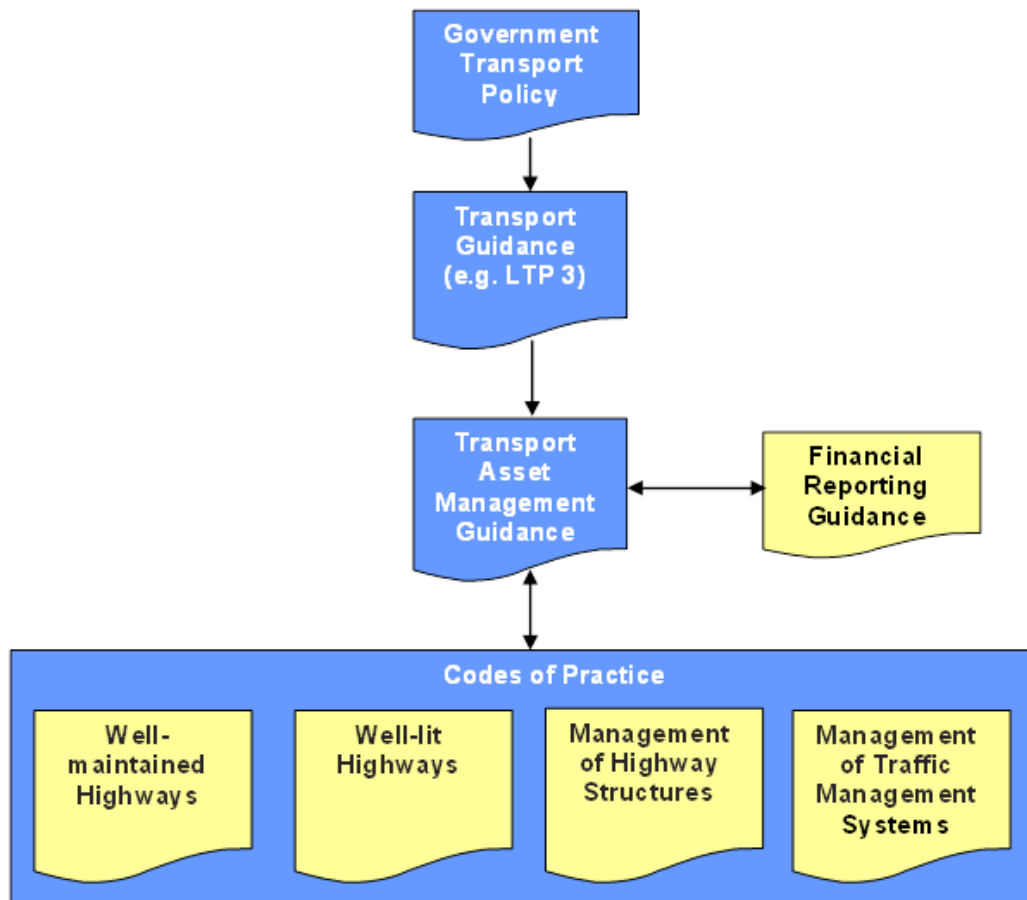 Government
Transport
Policy
Transport
Guidance
(e.g. LTP 3)
Transport
Asset
Management
Guidance
Financial
Reporting
Guidance
Codes of Practice
Well-
maintained
Highways
Well-lit
Highways
Management
of Highway
Structures
Management
of Traffic
Management
Systems